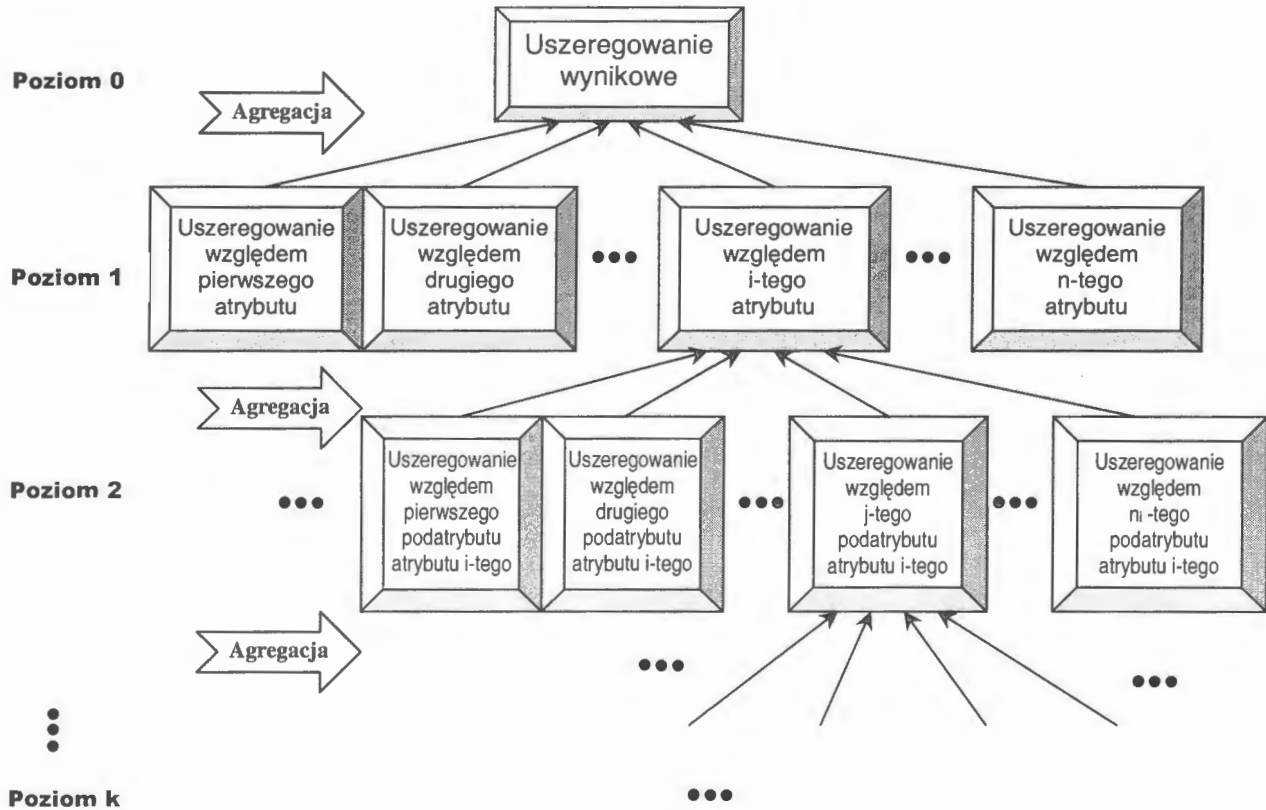 Uszeregowanie
wynikowe
Poziom 0
Agregacja
Uszeregowanie
względem
pierwszego
atrybutu
Uszeregowanie
względem
drugiego
atrybutu
Uszeregowanie
względem
i-tego
atrybutu
Uszeregowanie
względem
n-tego
atrybutu
Poziom 1
Agregacja
Uszeregowanie
względem
pierwszego
podatrybutu
atrybutu i-tego
Uszeregowanie
względem
drugiego
podatrybutu
atrybutu i-tego
Uszeregowanie
względem
j-tego
podatrybutu
atrybutu i-tego
Uszeregowanie
względem
ni -tego
podatrybutu
atrybutu i-tego
Poziom 2
Agregacja
Poziom k